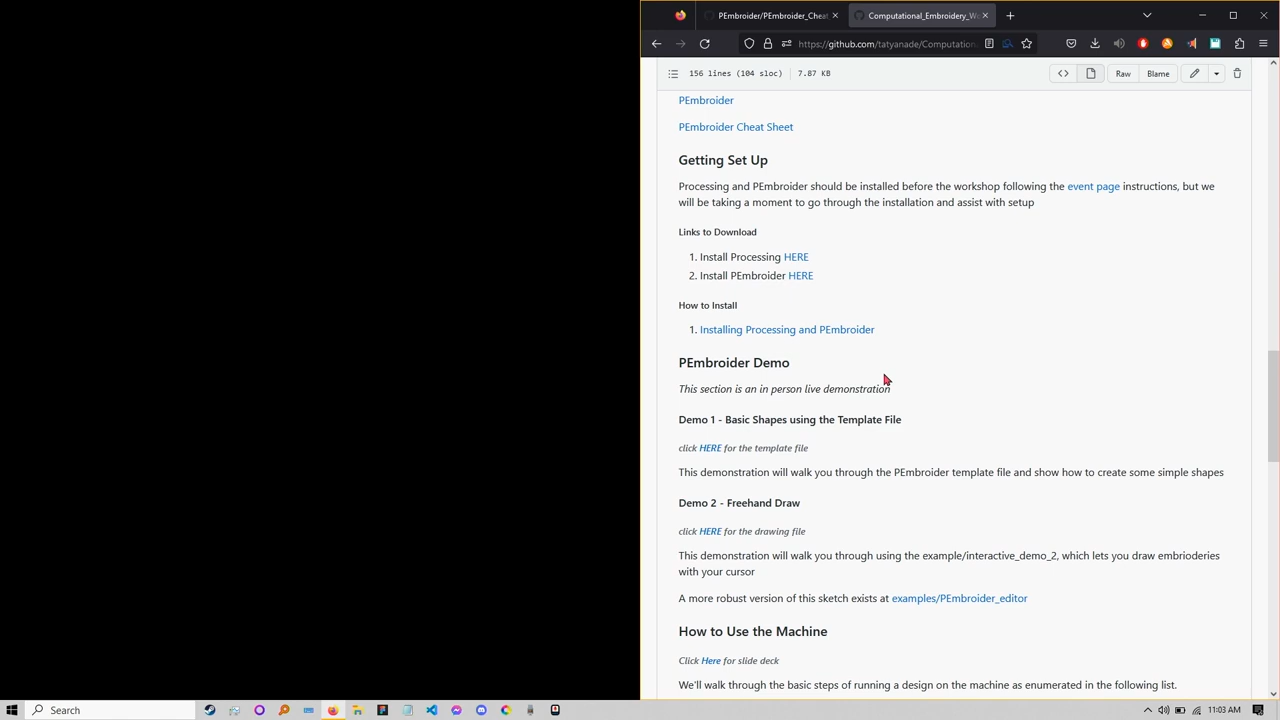 PEmbroider/PEmbroider_Cheat
Computational_Embroidery_Wo
https://github.com/tatyanade/Computation
156 lines (104 sloc) 7.87 KB
Raw
Blame
PEmbroider
PEmbroider Cheat Sheet
Getting Set Up
Processing and PEmbroider should be installed before the workshop following the event page instructions, but we
will be taking a moment to go through the installation and assist with setup
Links to Download
1. Install Processing HERE
2. Install PEmbroider HERE
How to Install
1. Installing Processing and PEmbroider
PEmbroider Demo
This section is an in person live demonstration
Demo 1 - Basic Shapes using the Template File
click HERE for the template file
This demonstration will walk you through the PEmbroider template file and show how to create some simple shapes
Demo 2 - Freehand Draw
click HERE for the drawing file
This demonstration will walk you through using the example/interactive_demo_2, which lets you draw embrioderies
with your cursor
A more robust version of this sketch exists at examples/PEmbroider_editor
How to Use the Machine
Click Here for slide deck
We'll walk through the basic steps of running a design on the machine as enumerated in the following list.
Search
11:03 AM